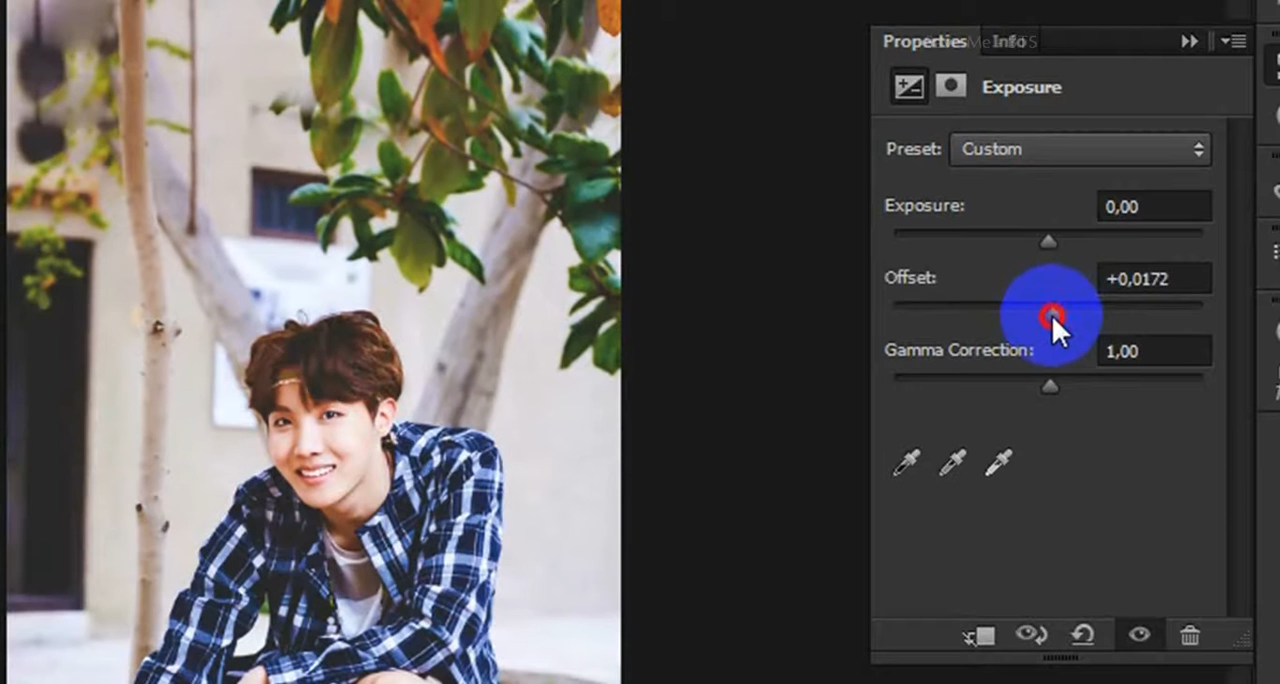 Properties Info
Exposure
Preset: Custom
Exposure: 0,00
Offset: +0,0172
Gamma Correction: 1,00